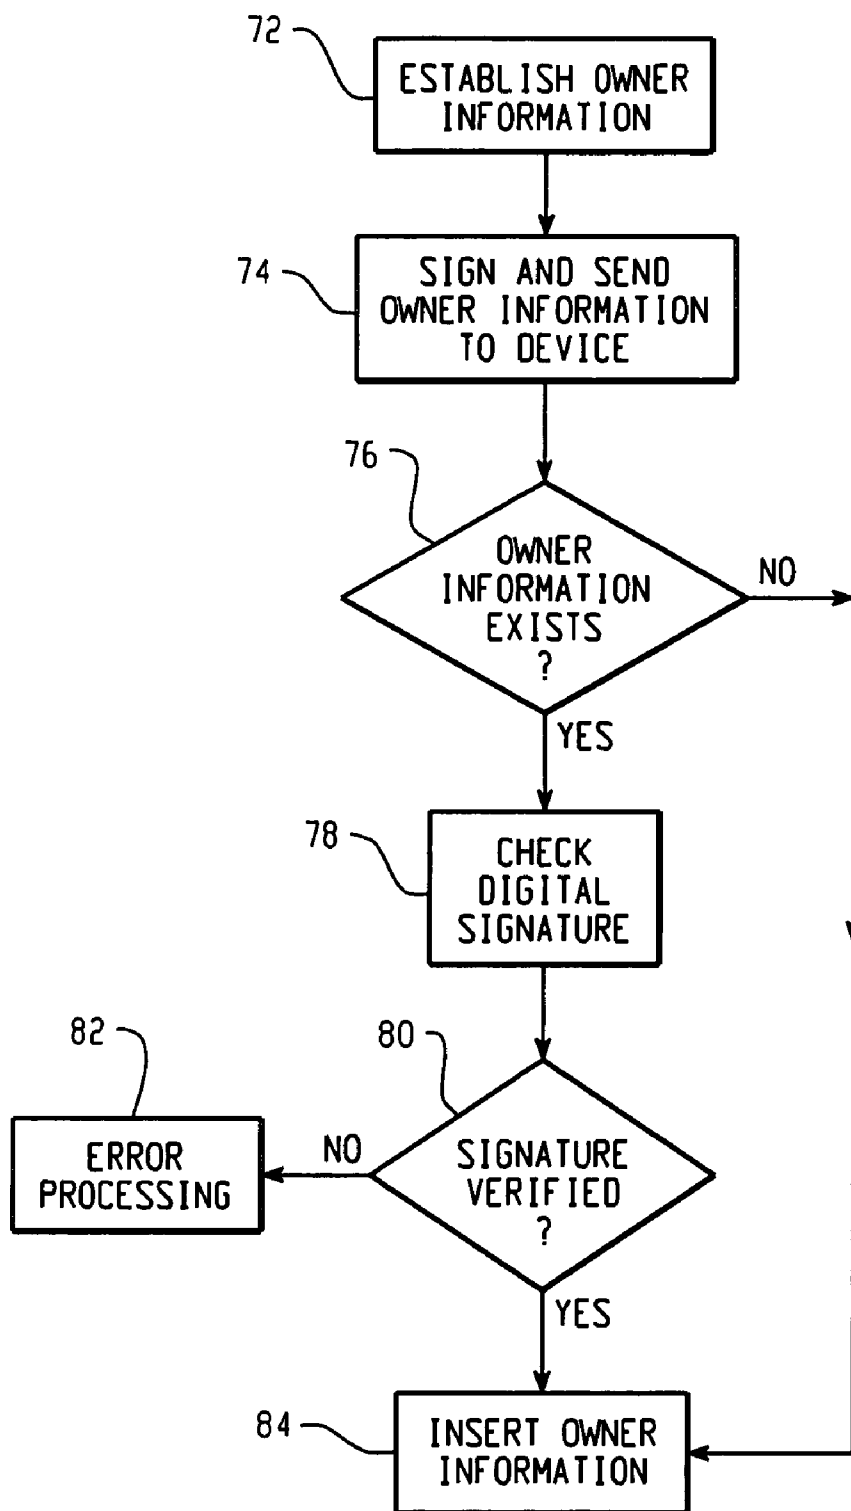 72
ESTABLISH OWNER
INFORMATION
74
SIGN AND SEND
OWNER INFORMATION
TO DEVICE
76
OWNER
INFORMATION
EXISTS
?
NO
YES
78
CHECK
DIGITAL
SIGNATURE
82
80
ERROR
PROCESSING
NO
SIGNATURE
VERIFIED
?
YES
84
INSERT OWNER
INFORMATION